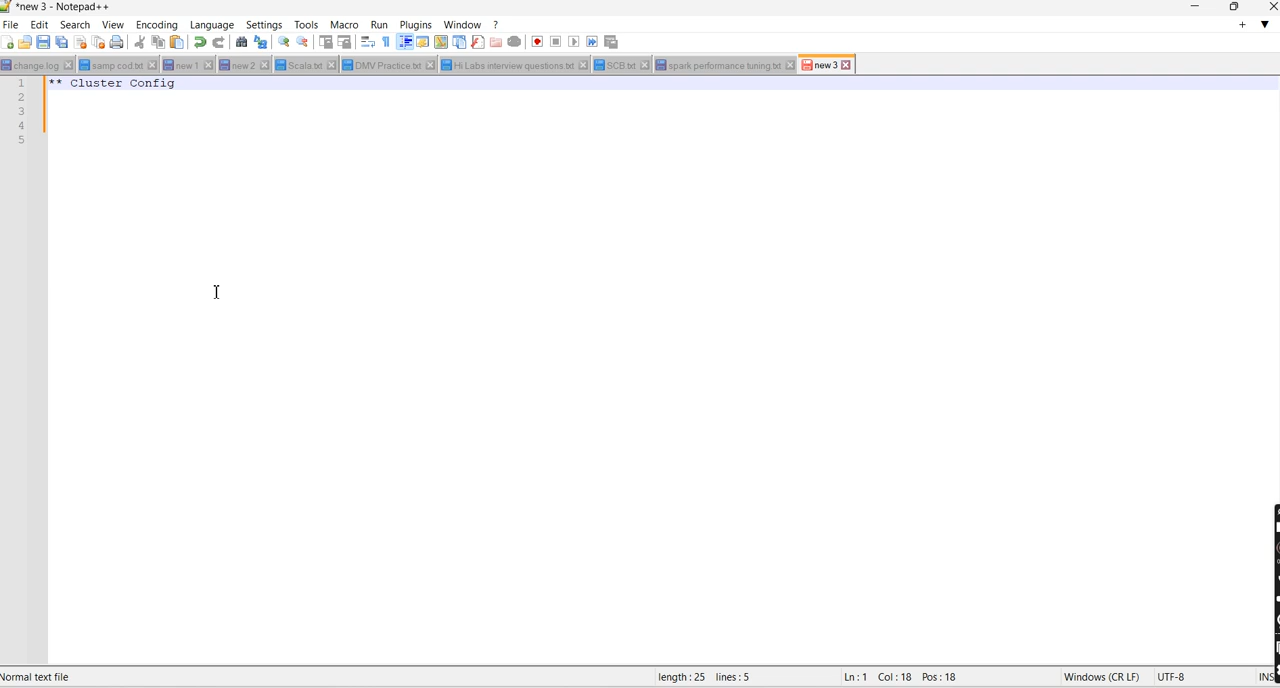 *new 3 - Notepad++
File Edit Search View Encoding Language Settings Tools Macro Run Plugins Window ?
change.log samp cod.txt new 1 new 2 Scala.txt DMV Practice.txt Hi Labs interview questions.txt SCB.txt spark performance tuning.txt new 3
1 ** Cluster Config
2
3
4
5
Normal text file length : 25 lines : 5 Ln : 1 Col : 18 Pos : 18 Windows (CR LF) UTF-8 INS